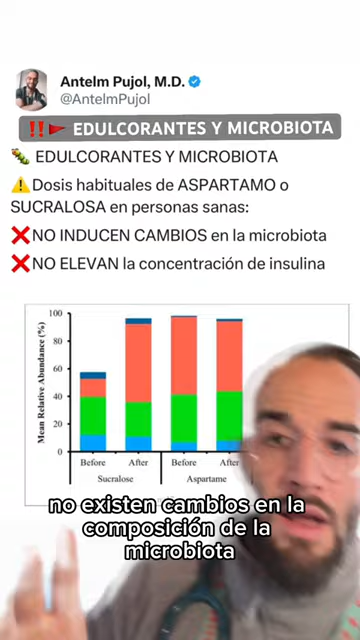 Antelm Pujol, M.D.
@AntelmPujol
‼️🚩 EDULCORANTES Y MICROBIOTA
🐛 EDULCORANTES Y MICROBIOTA
⚠️Dosis habituales de ASPARTAMO o
SUCRALOSA en personas sanas:
❌NO INDUCEN CAMBIOS en la microbiota
❌NO ELEVAN la concentración de insulina
Mean Relative Abundance (%)
100
80
60
40
20
0
Before After Before After
Sucralose Aspartame
no existen cambios en la
composición de la
microbiota